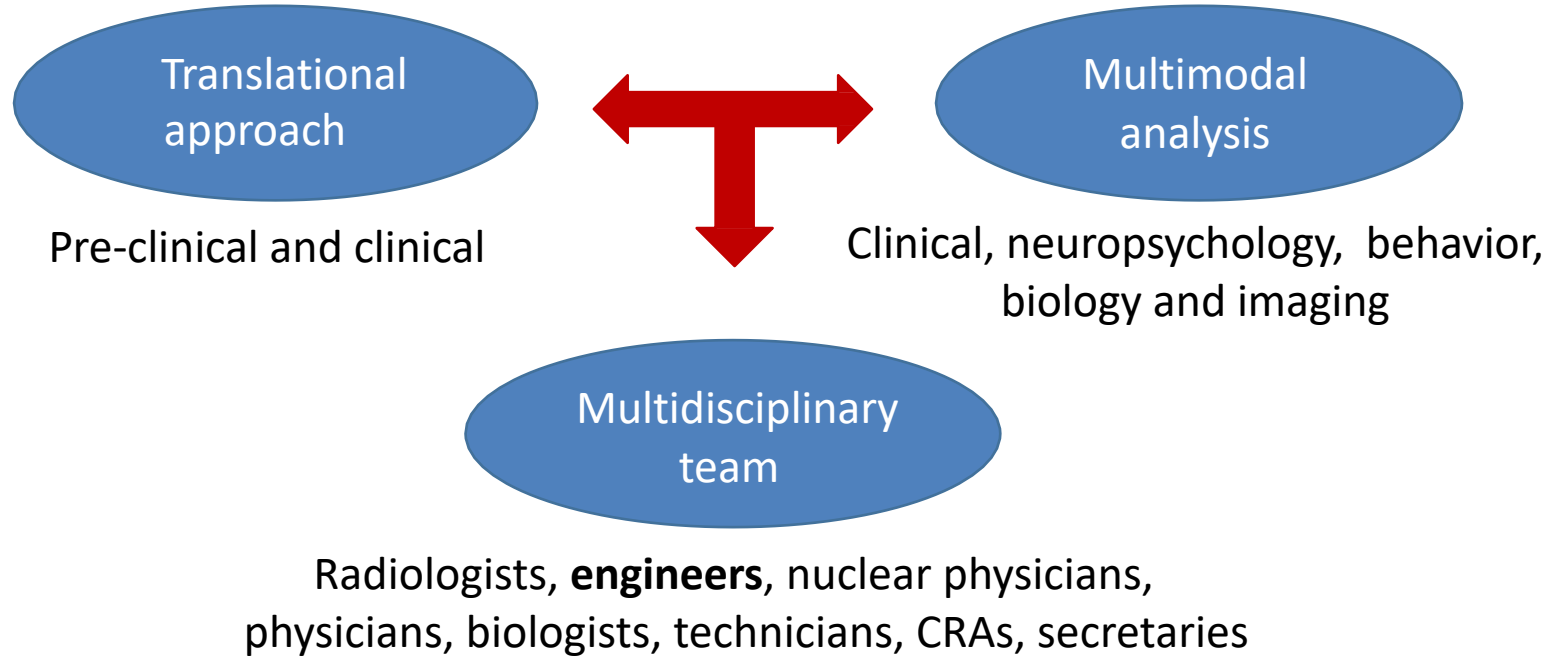 Translational
approach
Multimodal
analysis
Pre-clinical and clinical
Clinical, neuropsychology,  behavior,
biology and imaging
Multidisciplinary
team
Radiologists, engineers, nuclear physicians,
physicians, biologists, technicians, CRAs, secretaries